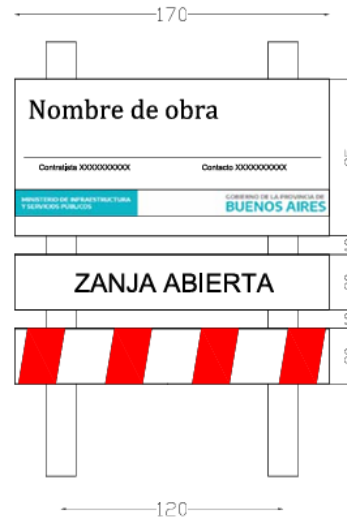 170
Nombre de obra
Contratista XXXXXXXXXX
Contacto XXXXXXXXXX
MINISTERIO DE INFRAESTRUCTURA
Y SERVICIOS PÚBLICOS
GOBIERNO DE LA PROVINCIA DE
BUENOS AIRES
ZANJA ABIERTA
120